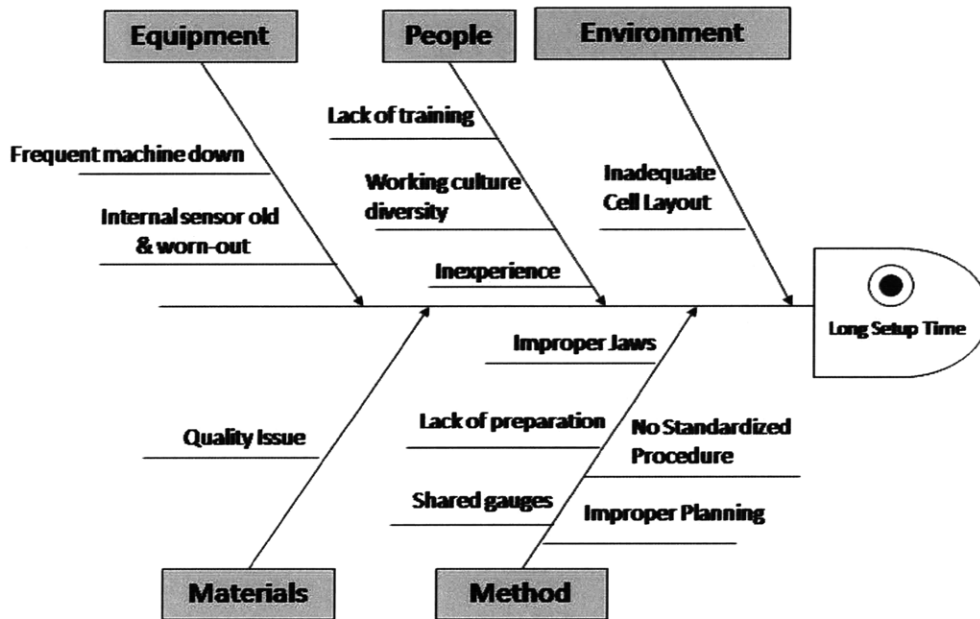 Equipment
People
Environment
Lack of training
Frequent machine down
Working culture
diversity
Inadequate
Cell Layout
Internal sensor old
& worn-out
Inexperience
Long Setup Time
Improper Jaws
Lack of preparation
No Standardized
Procedure
Quality Issue
Shared gauges
Improper Planning
Materials
Method